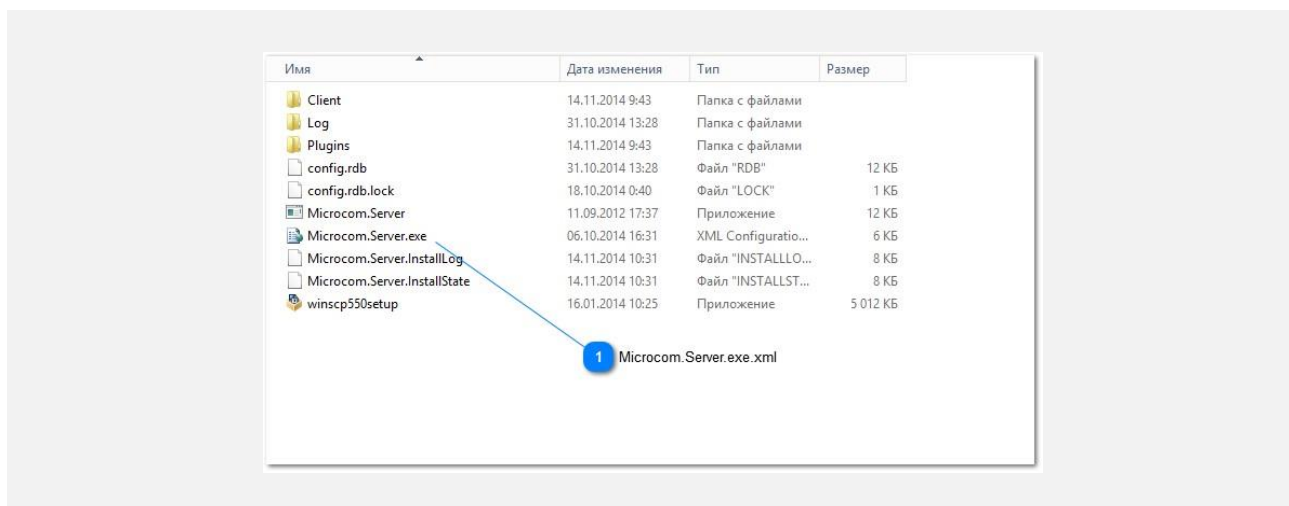 Имя Дата изменения Тип Размер
Client 14.11.2014 9:43 Папка с файлами
Log 31.10.2014 13:28 Папка с файлами
Plugins 14.11.2014 9:43 Папка с файлами
config.rdb 31.10.2014 13:28 Файл "RDB" 12 КБ
config.rdb.lock 18.10.2014 0:40 Файл "LOCK" 1 КБ
Microcom.Server 11.09.2012 17:37 Приложение 12 КБ
Microcom.Server.exe 06.10.2014 16:31 XML Configuratio... 6 КБ
Microcom.Server.InstallLog 14.11.2014 10:31 Файл "INSTALLLO... 8 КБ
Microcom.Server.InstallState 14.11.2014 10:31 Файл "INSTALLST... 8 КБ
winscp550setup 16.01.2014 10:25 Приложение 5 012 КБ
1 Microcom.Server.exe.xml